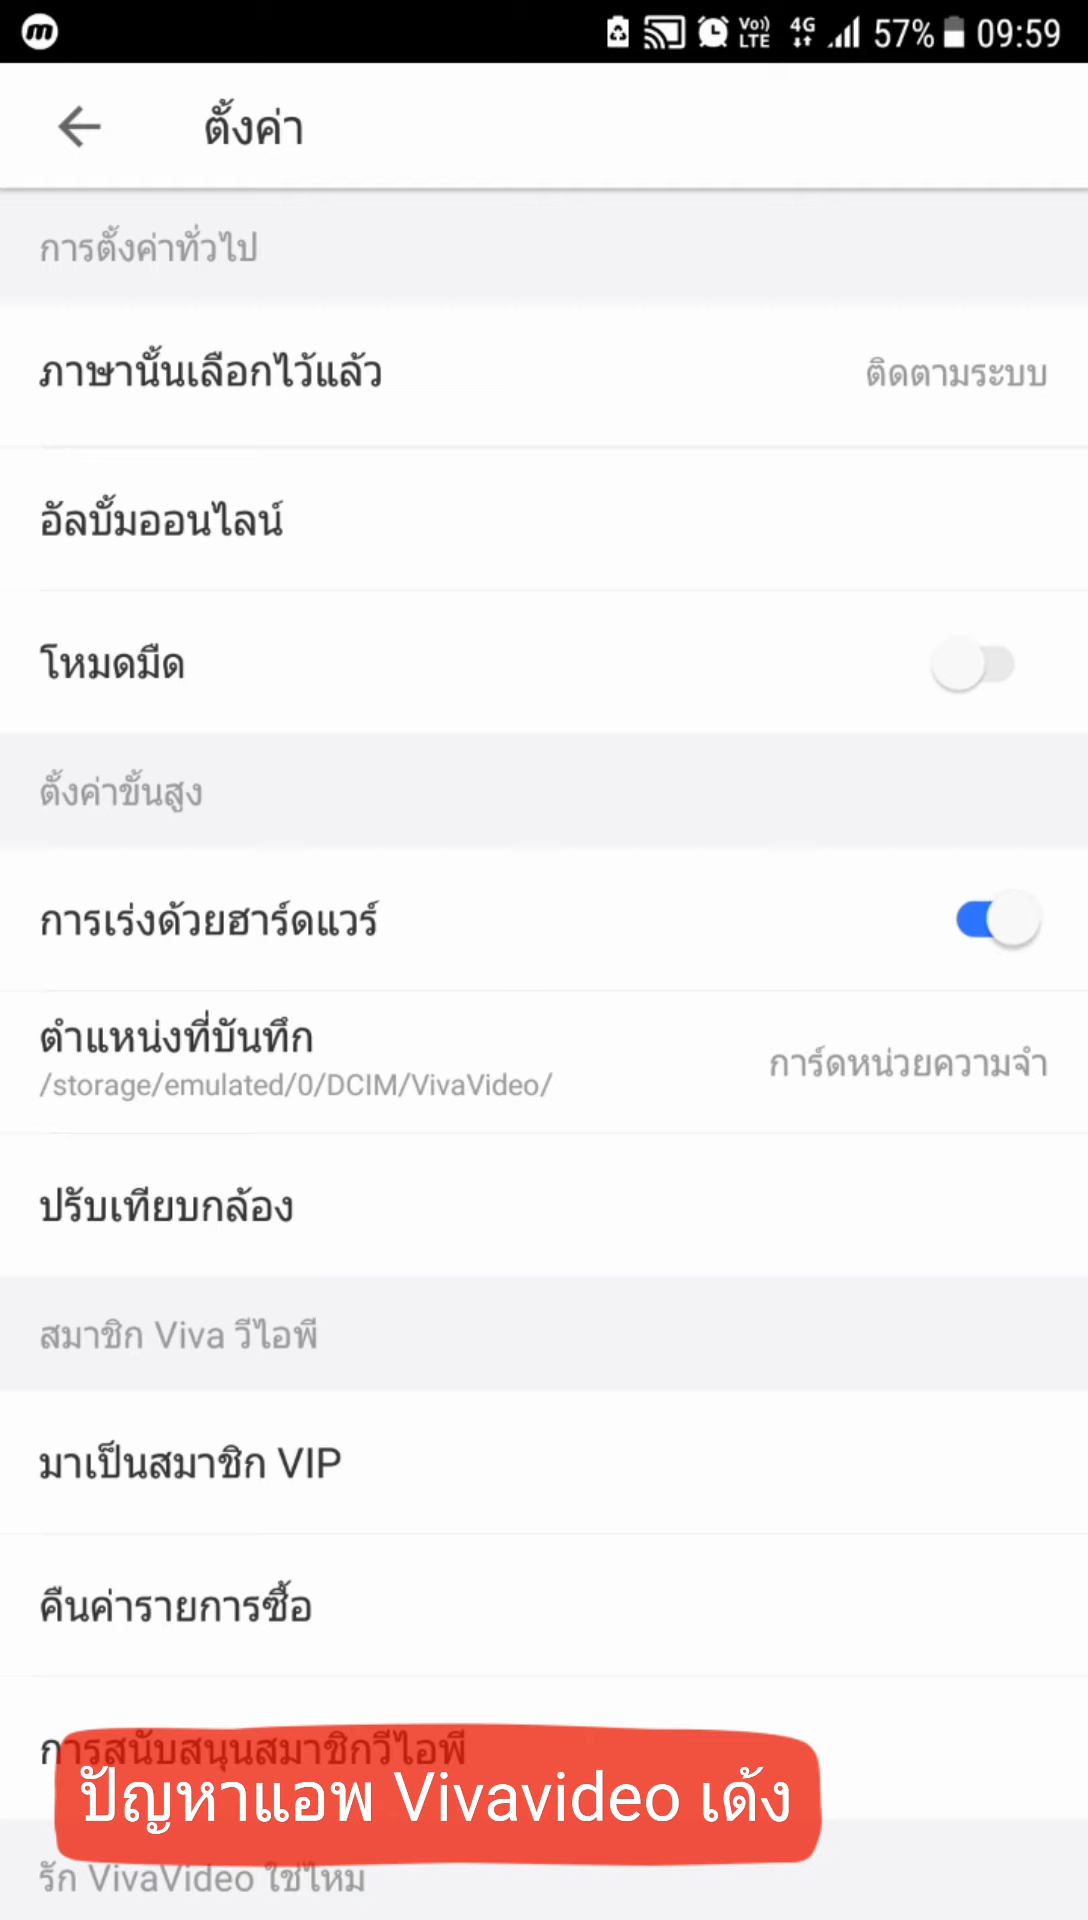 Vo)) LTE 4G 57% 09:59
ตั้งค่า
การตั้งค่าทั่วไป
ภาษานั้นเลือกไว้แล้ว ติดตามระบบ
อัลบั้มออนไลน์
โหมดมืด
ตั้งค่าขั้นสูง
การเร่งด้วยฮาร์ดแวร์
ตำแหน่งที่บันทึก
/storage/emulated/0/DCIM/VivaVideo/ การ์ดหน่วยความจำ
ปรับเทียบกล้อง
สมาชิก Viva วีไอพี
มาเป็นสมาชิก VIP
คืนค่ารายการซื้อ
การสนับสนุนสมาชิกวีไอพี
ปัญหาแอพ Vivavideo เด้ง
รัก VivaVideo ใช่ไหม